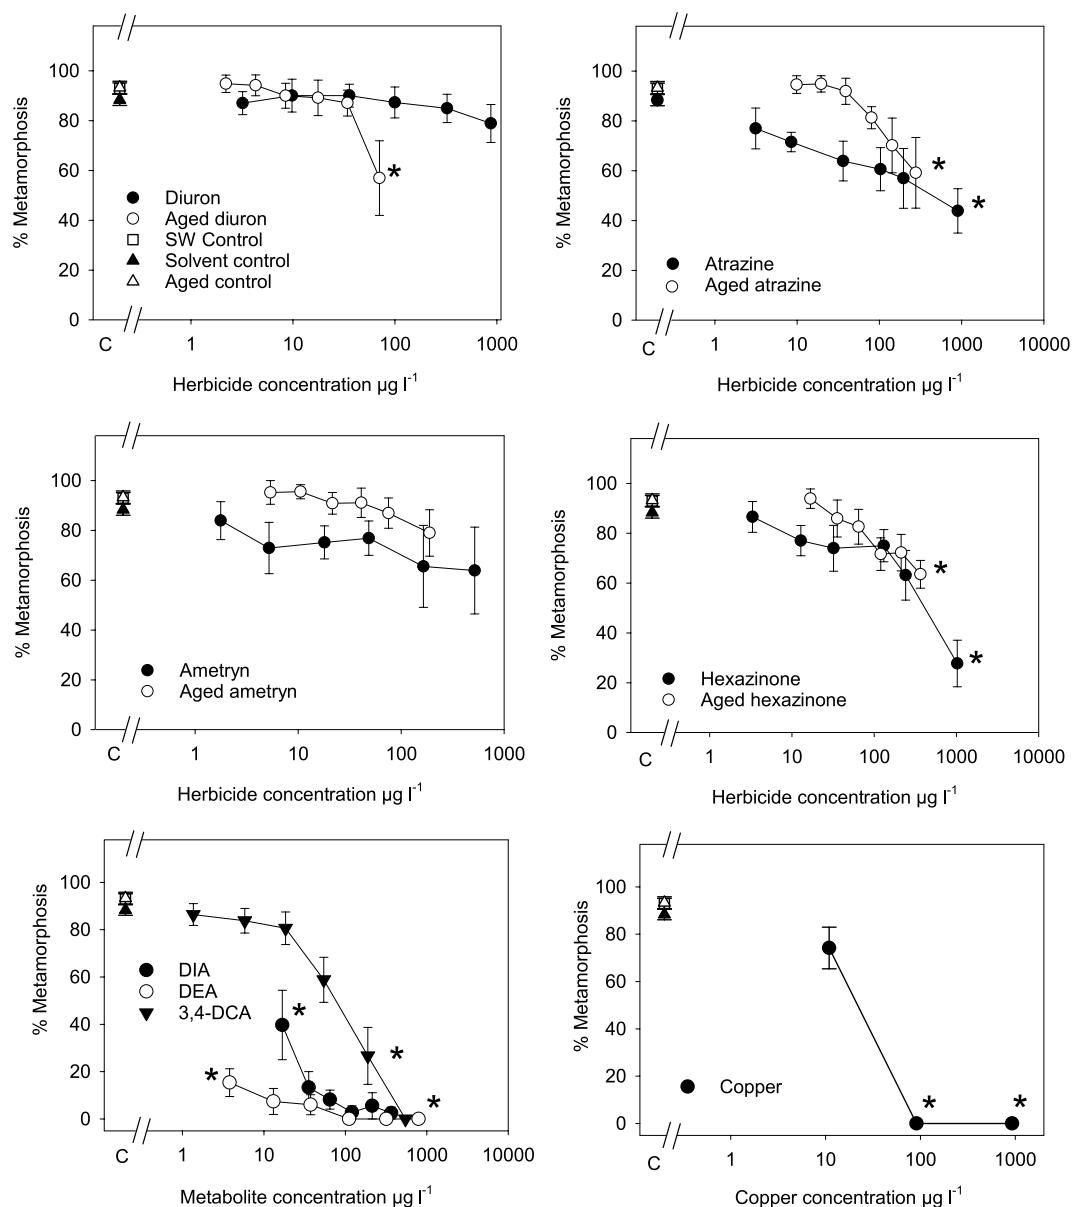 % Metamorphosis
100
80
60
40
20
0
Diuron
Aged diuron
SW Control
Solvent control
Aged control
*
C
1
10
100
1000
Herbicide concentration µg l-1
% Metamorphosis
100
80
60
40
20
0
*
*
Atrazine
Aged atrazine
C
1
10
100
1000
10000
Herbicide concentration µg l-1
% Metamorphosis
100
80
60
40
20
0
Ametryn
Aged ametryn
C
1
10
100
1000
Herbicide concentration µg l-1
% Metamorphosis
100
80
60
40
20
0
*
*
Hexazinone
Aged hexazinone
C
1
10
100
1000
10000
Herbicide concentration µg l-1
% Metamorphosis
100
80
60
40
20
0
DIA
DEA
3,4-DCA
*
*
*
*
C
1
10
100
1000
10000
Metabolite concentration µg l-1
% Metamorphosis
100
80
60
40
20
0
Copper
*
*
C
1
10
100
1000
Copper concentration µg l-1